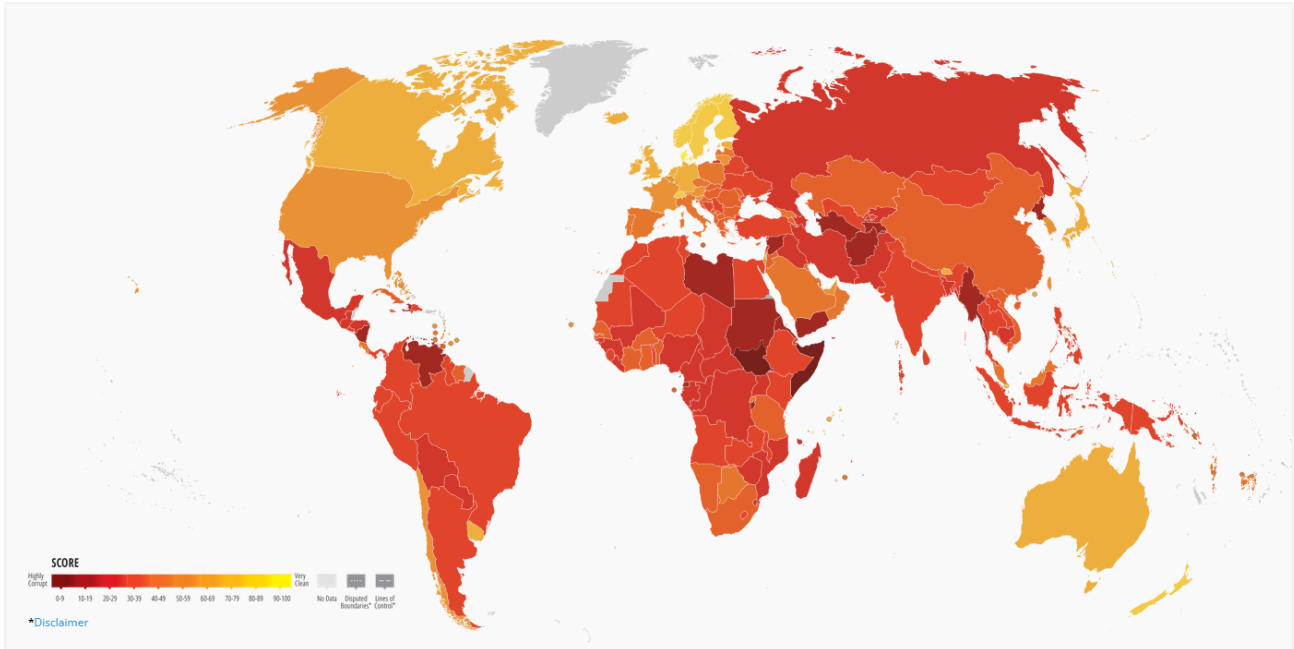 SCORE
Highly
Corrupt
Very
Clean
0-9 10-19 20-29 30-39 40-49 50-59 60-69 70-79 80-89 90-100
No Data
Disputed
Boundaries*
Lines of
Control*
*Disclaimer